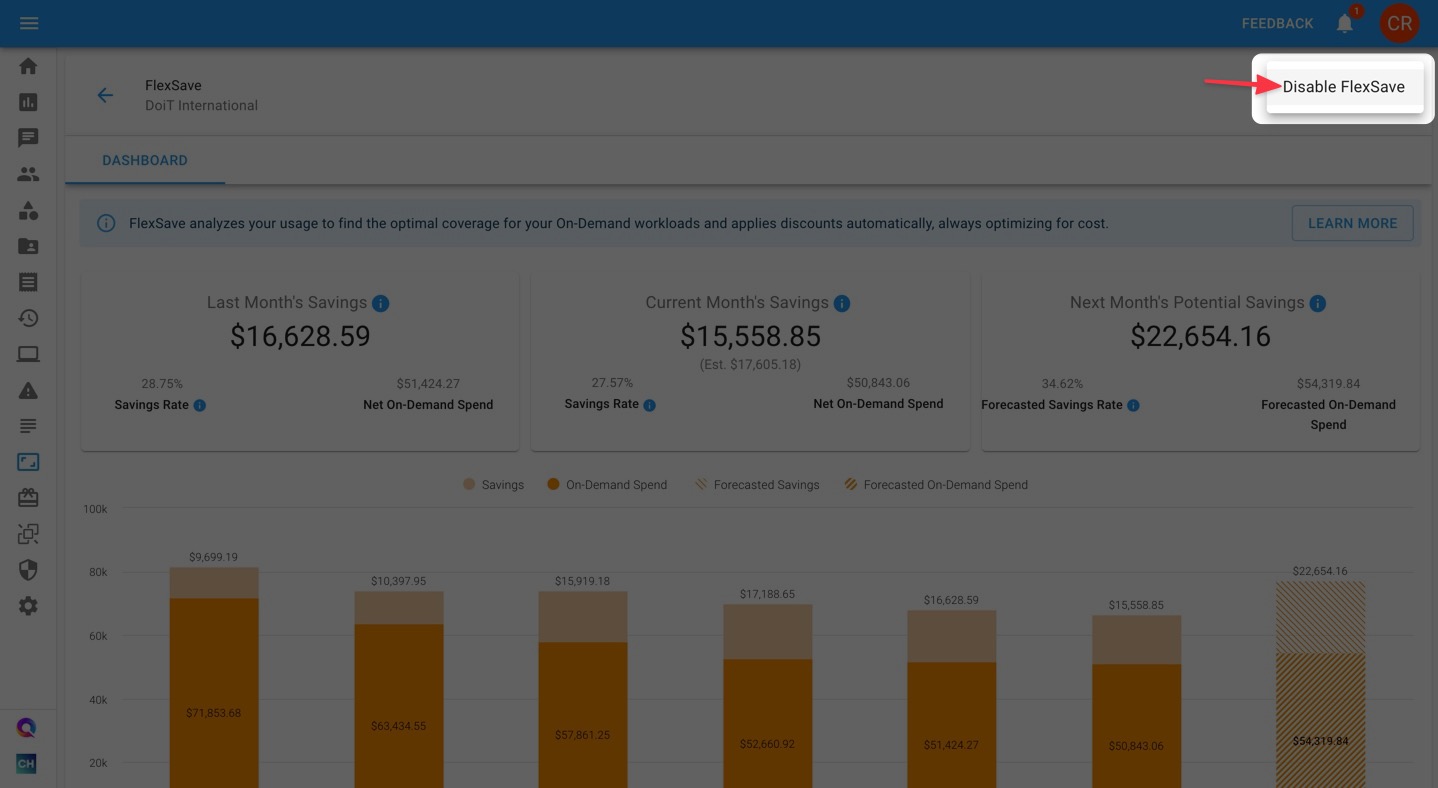 FEEDBACK
1
CR
FlexSave
DoiT International
Disable FlexSave
DASHBOARD
FlexSave analyzes your usage to find the optimal coverage for your On-Demand workloads and applies discounts automatically, always optimizing for cost.
LEARN MORE
Last Month's Savings
$16,628.59
28.75%
Savings Rate
$51,424.27
Net On-Demand Spend
Current Month's Savings
$15,558.85
(Est. $17,605.18)
27.57%
Savings Rate
$50,843.06
Net On-Demand Spend
Next Month's Potential Savings
$22,654.16
34.62%
Forecasted Savings Rate
$54,319.84
Forecasted On-Demand
Spend
Savings
On-Demand Spend
Forecasted Savings
Forecasted On-Demand Spend
100k
80k
60k
40k
20k
$9,699.19
$10,397.95
$15,919.18
$17,188.65
$16,628.59
$15,558.85
$22,654.16
$71,853.68
$63,434.55
$57,861.25
$52,660.92
$51,424.27
$50,843.06
$54,319.84
CH